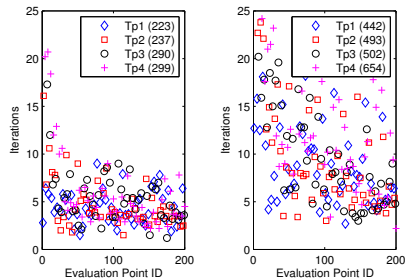 25
20
15
10
5
0
Iterations
0 100 200
Evaluation Point ID
Tp1 (223)
Tp2 (237)
Tp3 (290)
Tp4 (299)
25
20
15
10
5
0
Iterations
0 100 200
Evaluation Point ID
Tp1 (442)
Tp2 (493)
Tp3 (502)
Tp4 (654)